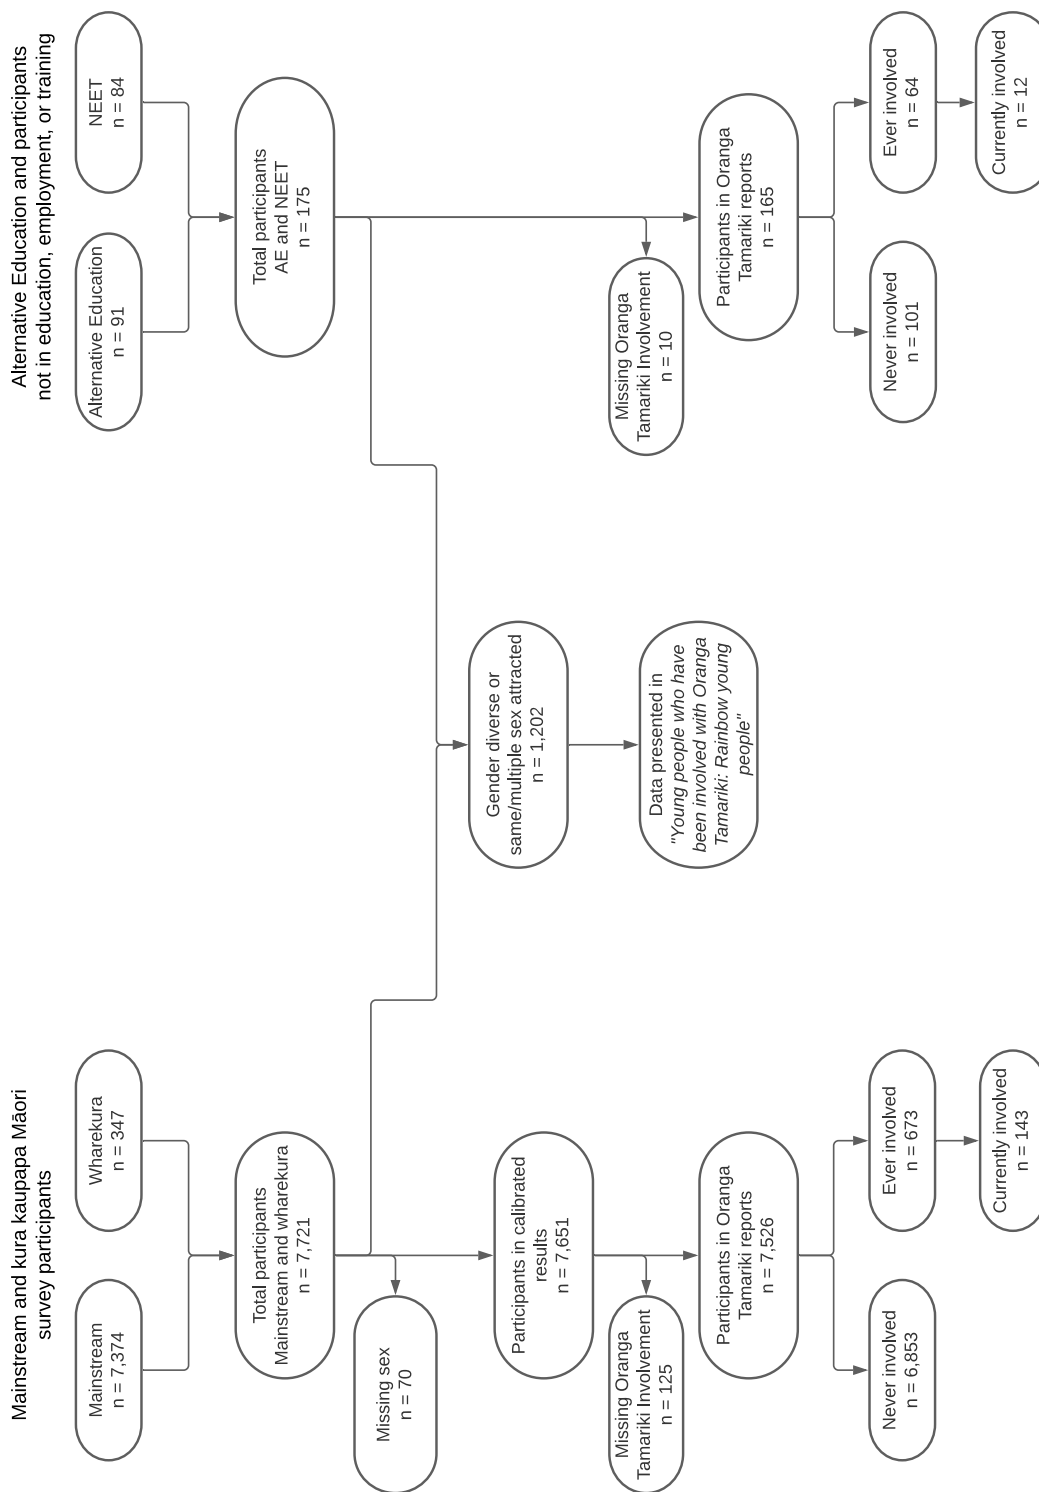 Mainstream and kura kaupapa Māori
survey participants
Mainstream
n = 7,374
Wharekura
n = 347
Total participants
Mainstream and wharekura
n = 7,721
Missing sex
n = 70
Participants in calibrated
results
n = 7,651
Missing Oranga
Tamariki Involvement
n = 125
Participants in Oranga
Tamariki reports
n = 7,526
Never involved
n = 6,853
Ever involved
n = 673
Currently involved
n = 143
Gender diverse or
same/multiple sex attracted
n = 1,202
Data presented in
"Young people who have
been involved with Oranga
Tamariki: Rainbow young
people"
Alternative Education and participants
not in education, employment, or training
Alternative Education
n = 91
NEET
n = 84
Total participants
AE and NEET
n = 175
Missing Oranga
Tamariki Involvement
n = 10
Participants in Oranga
Tamariki reports
n = 165
Never involved
n = 101
Ever involved
n = 64
Currently involved
n = 12